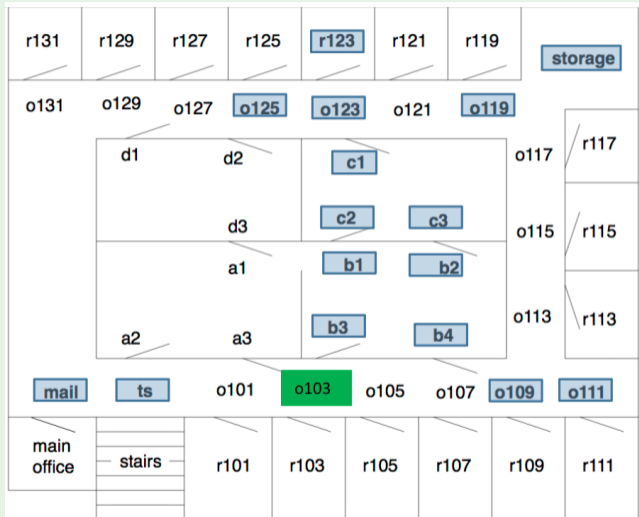 r131 r129 r127 r125 r123 r121 r119
storage
o131 o129 o127 o125 o123 o121 o119
r117
d1 d2 c1 o117
d3 c2 c3 o115 r115
a1 b1 b2
o113 r113
a2 a3 b3 b4
mail ts o101 o103 o105 o107 o109 o111
main
office
stairs r101 r103 r105 r107 r109 r111